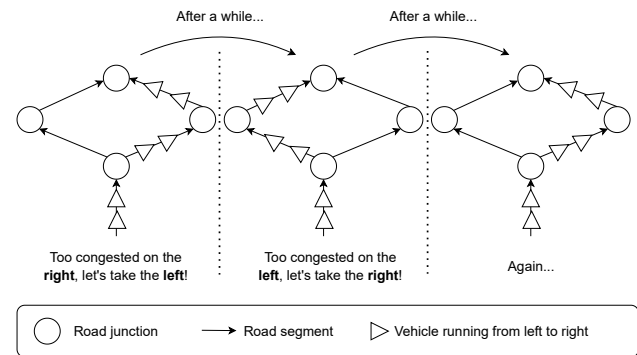 After a while...
After a while...
Too congested on the
right, let's take the left!
Too congested on the
left, let's take the right!
Again...
Road junction
Road segment
Vehicle running from left to right